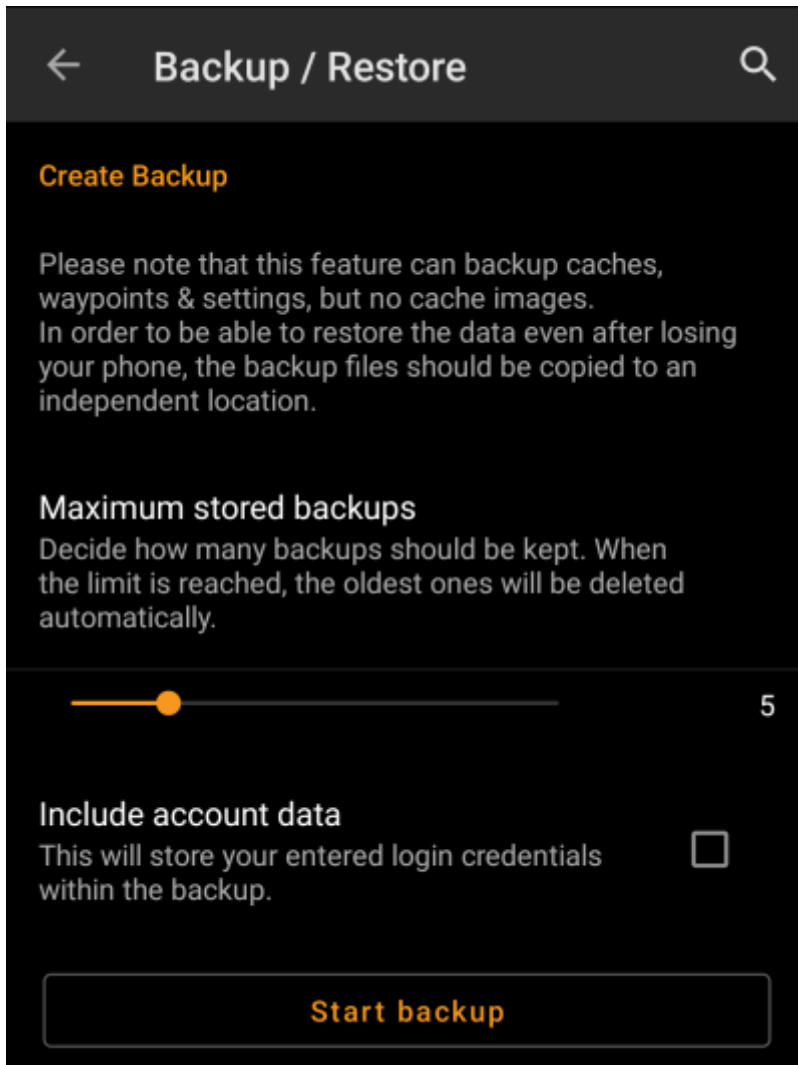 Backup / Restore
Create Backup
Please note that this feature can backup caches,
waypoints & settings, but no cache images.
In order to be able to restore the data even after losing
your phone, the backup files should be copied to an
independent location.
Maximum stored backups
Decide how many backups should be kept. When
the limit is reached, the oldest ones will be deleted
automatically.
5
Include account data
This will store your entered login credentials
within the backup.
Start backup